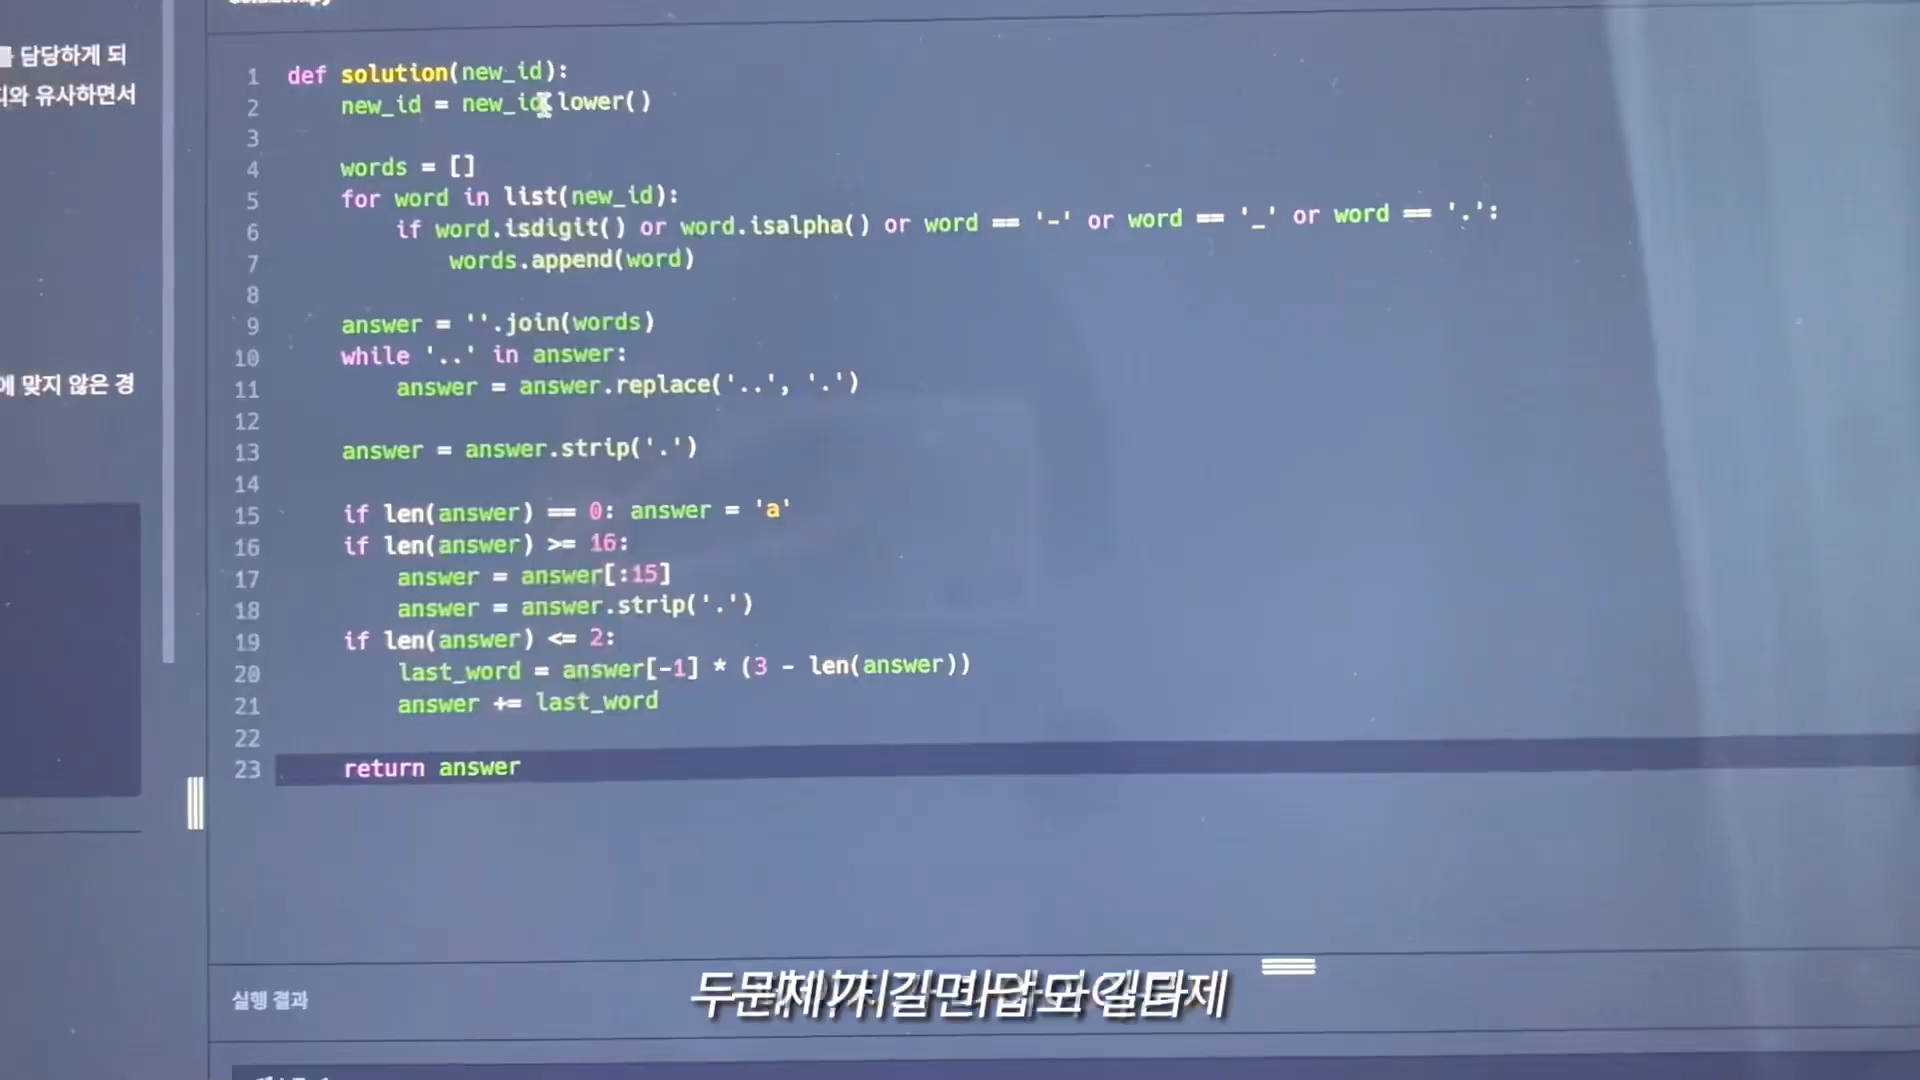 를 담당하게 되
와 유사하면서
에 맞지 않은 경
1 def solution(new_id):
2 new_id = new_id.lower()
3
4 words = []
5 for word in list(new_id):
6 if word.isdigit() or word.isalpha() or word == '-' or word == '_' or word == '.':
7 words.append(word)
8
9 answer = ''.join(words)
10 while '..' in answer:
11 answer = answer.replace('..', '.')
12
13 answer = answer.strip('.')
14
15 if len(answer) == 0: answer = 'a'
16 if len(answer) >= 16:
17 answer = answer[:15]
18 answer = answer.strip('.')
19 if len(answer) <= 2:
20 last_word = answer[-1] * (3 - len(answer))
21 answer += last_word
22
23 return answer
실행 결과